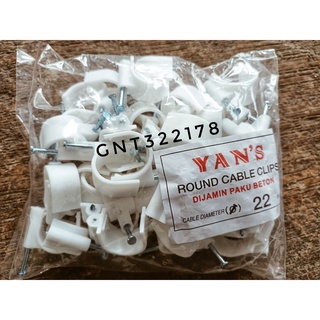 GNT322178
YAN'S
ROUND CABLE CLIPS
DIJAMIN PAKU BETON
CABLE DIAMETER (Ø) 22